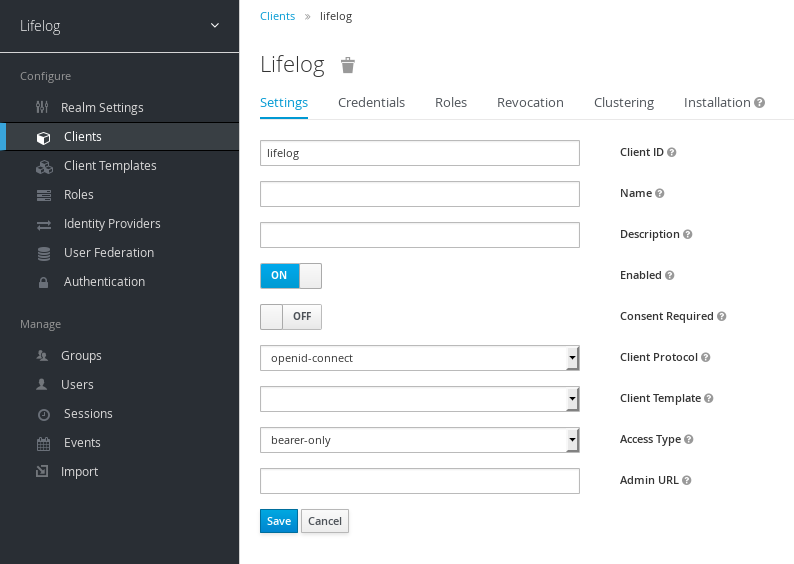 Lifelog
Configure
Realm Settings
Clients
Client Templates
Roles
Identity Providers
User Federation
Authentication
Manage
Groups
Users
Sessions
Events
Import
Clients » lifelog
Lifelog
Settings Credentials Roles Revocation Clustering Installation ?
lifelog Client ID ?
Name ?
Description ?
ON Enabled ?
OFF Consent Required ?
openid-connect Client Protocol ?
Client Template ?
bearer-only Access Type ?
Admin URL ?
Save Cancel